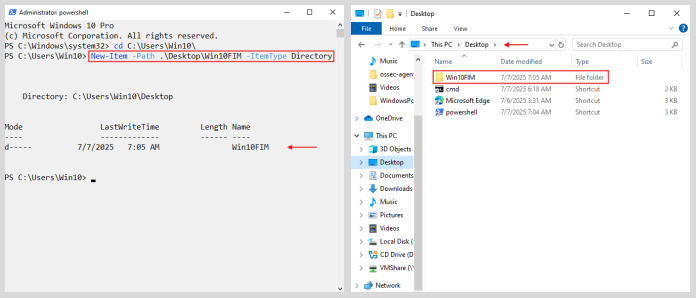 Administrator: powershell
Microsoft Windows 10 Pro
(c) Microsoft Corporation. All rights reserved.
PS C:\Windows\system32> cd C:\Users\Win10\
PS C:\Users\Win10> New-Item -Path .\Desktop\Win10FIM -ItemType Directory
Directory: C:\Users\Win10\Desktop
Mode LastWriteTime Length Name
---- ------------- ------ ----
d----- 7/7/2025 7:05 AM Win10FIM
PS C:\Users\Win10>
Desktop
File Home Share View
This PC > Desktop >
Search Desktop
Name Date modified Type Size
Music
ossec-agen
Videos
WindowsPo
OneDrive
This PC
3D Objects
Desktop
Documents
Downloads
Music
Pictures
Videos
Local Disk (
CD Drive (D
VMShare (\\
Network
Win10FIM 7/7/2025 7:05 AM File folder
cmd 7/7/2025 6:18 AM Shortcut 2 KB
Microsoft Edge 7/6/2025 3:31 AM Shortcut 3 KB
powershell 7/7/2025 7:04 AM Shortcut 2 KB